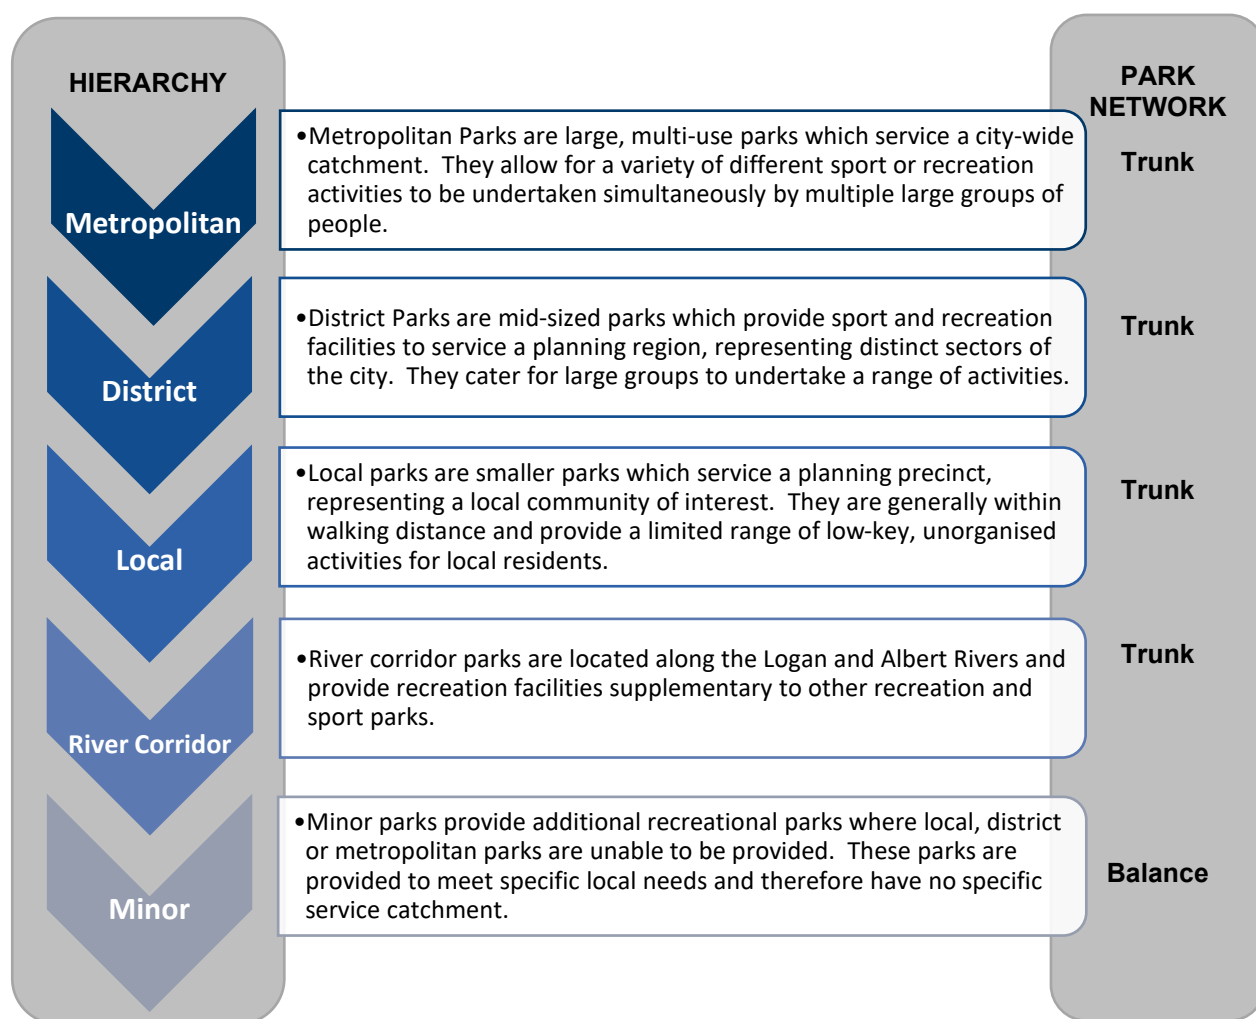 HIERARCHY
PARK
NETWORK
Metropolitan
•Metropolitan Parks are large, multi-use parks which service a city-wide
catchment.  They allow for a variety of different sport or recreation
activities to be undertaken simultaneously by multiple large groups of
people.
Trunk
District
•District Parks are mid-sized parks which provide sport and recreation
facilities to service a planning region, representing distinct sectors of
the city.  They cater for large groups to undertake a range of activities.
Trunk
Local
•Local parks are smaller parks which service a planning precinct,
representing a local community of interest.  They are generally within
walking distance and provide a limited range of low-key, unorganised
activities for local residents.
Trunk
River Corridor
•River corridor parks are located along the Logan and Albert Rivers and
provide recreation facilities supplementary to other recreation and
sport parks.
Trunk
Minor
•Minor parks provide additional recreational parks where local, district
or metropolitan parks are unable to be provided.  These parks are
provided to meet specific local needs and therefore have no specific
service catchment.
Balance